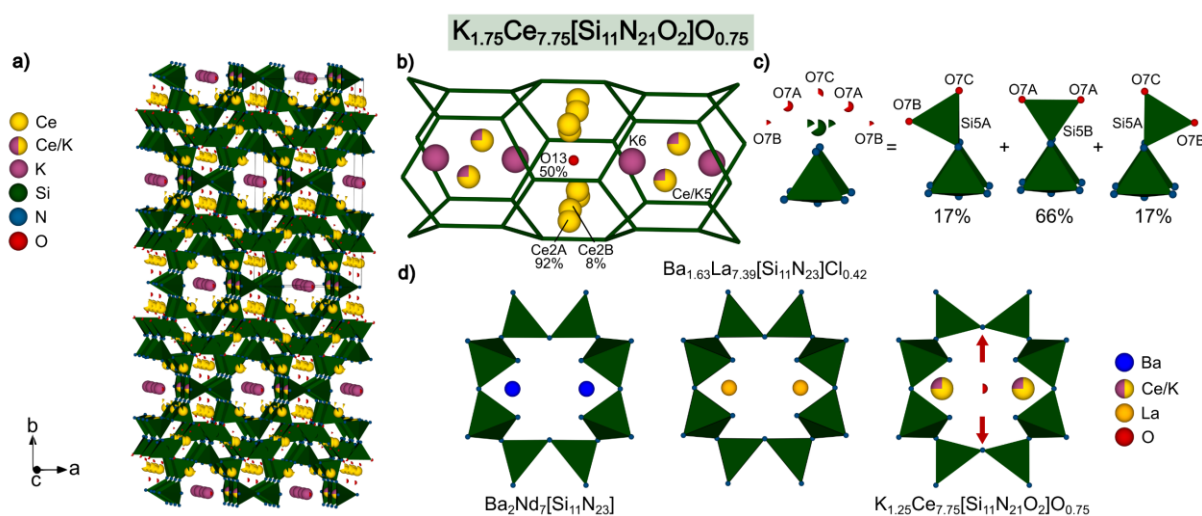 K1.75Ce7.75[Si11N21O2]O0.75
a)
Ce
Ce/K
K
Si
N
O
b
c
a
b)
K6
O13
50%
Ce/K5
Ce2A
92%
Ce2B
8%
c)
O7C
O7A
O7A
O7B
O7B
=
O7C
O7B
Si5A
17%
+
O7A
O7A
Si5B
66%
+
O7C
Si5A
O7B
17%
d)
Ba1.63La7.39[Si11N23]Cl0.42
Ba2Nd7[Si11N23]
K1.25Ce7.75[Si11N21O2]O0.75
Ba
Ce/K
La
O